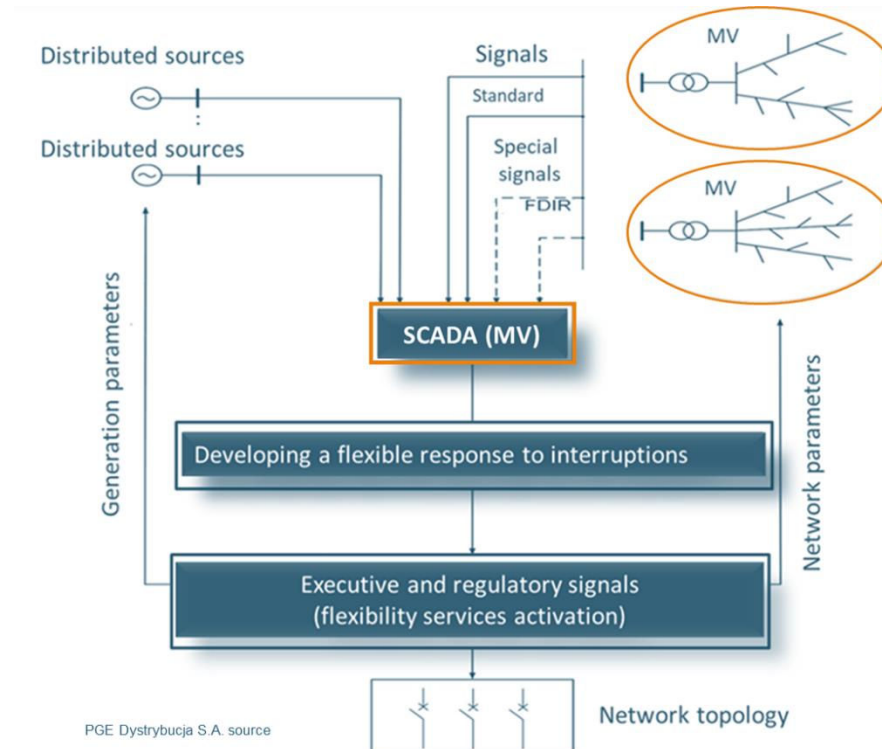 Distributed sources
Distributed sources
Signals
Standard
Special
signals
FDIR
MV
MV
SCADA (MV)
Generation parameters
Network parameters
Developing a flexible response to interruptions
Executive and regulatory signals
(flexibility services activation)
Network topology
PGE Dystrybucja S.A. source